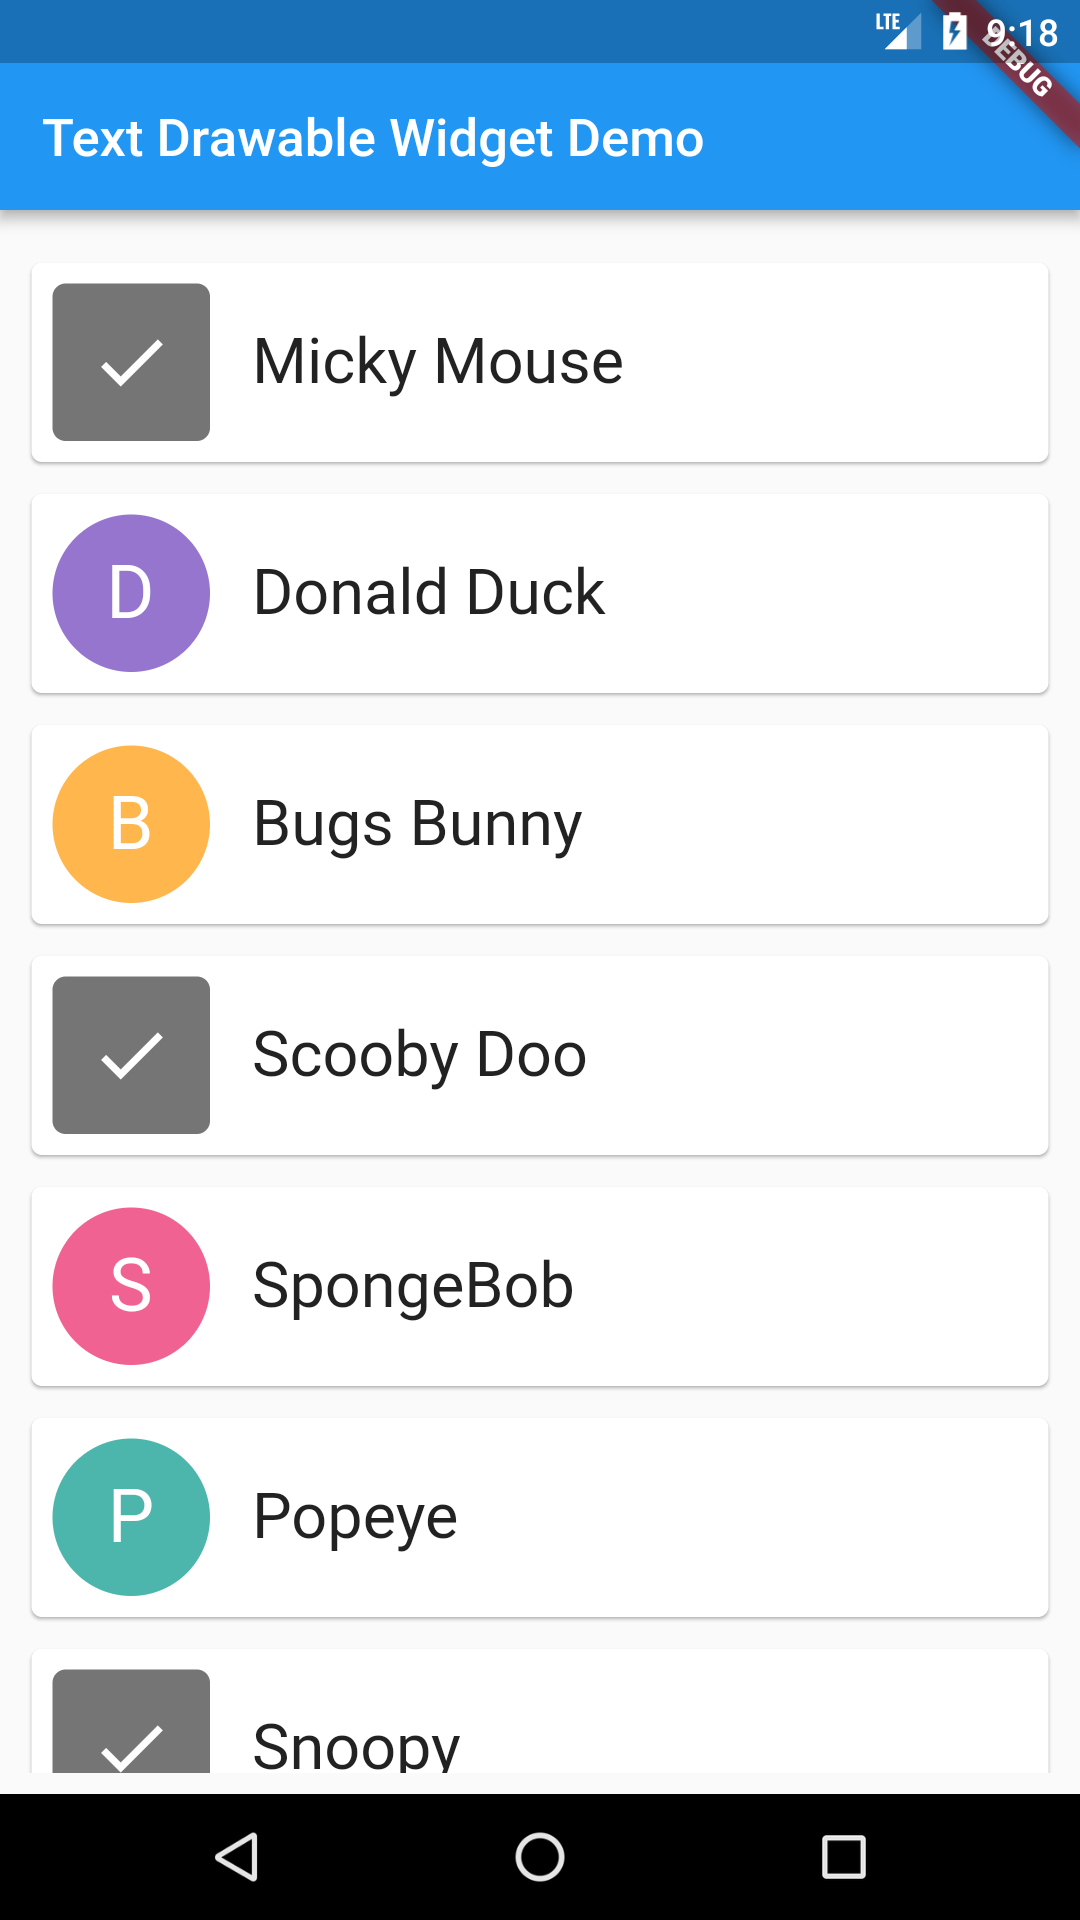 LTE 9:18
DEBUG
Text Drawable Widget Demo
Micky Mouse
D Donald Duck
B Bugs Bunny
Scooby Doo
S SpongeBob
P Popeye
Snoopy